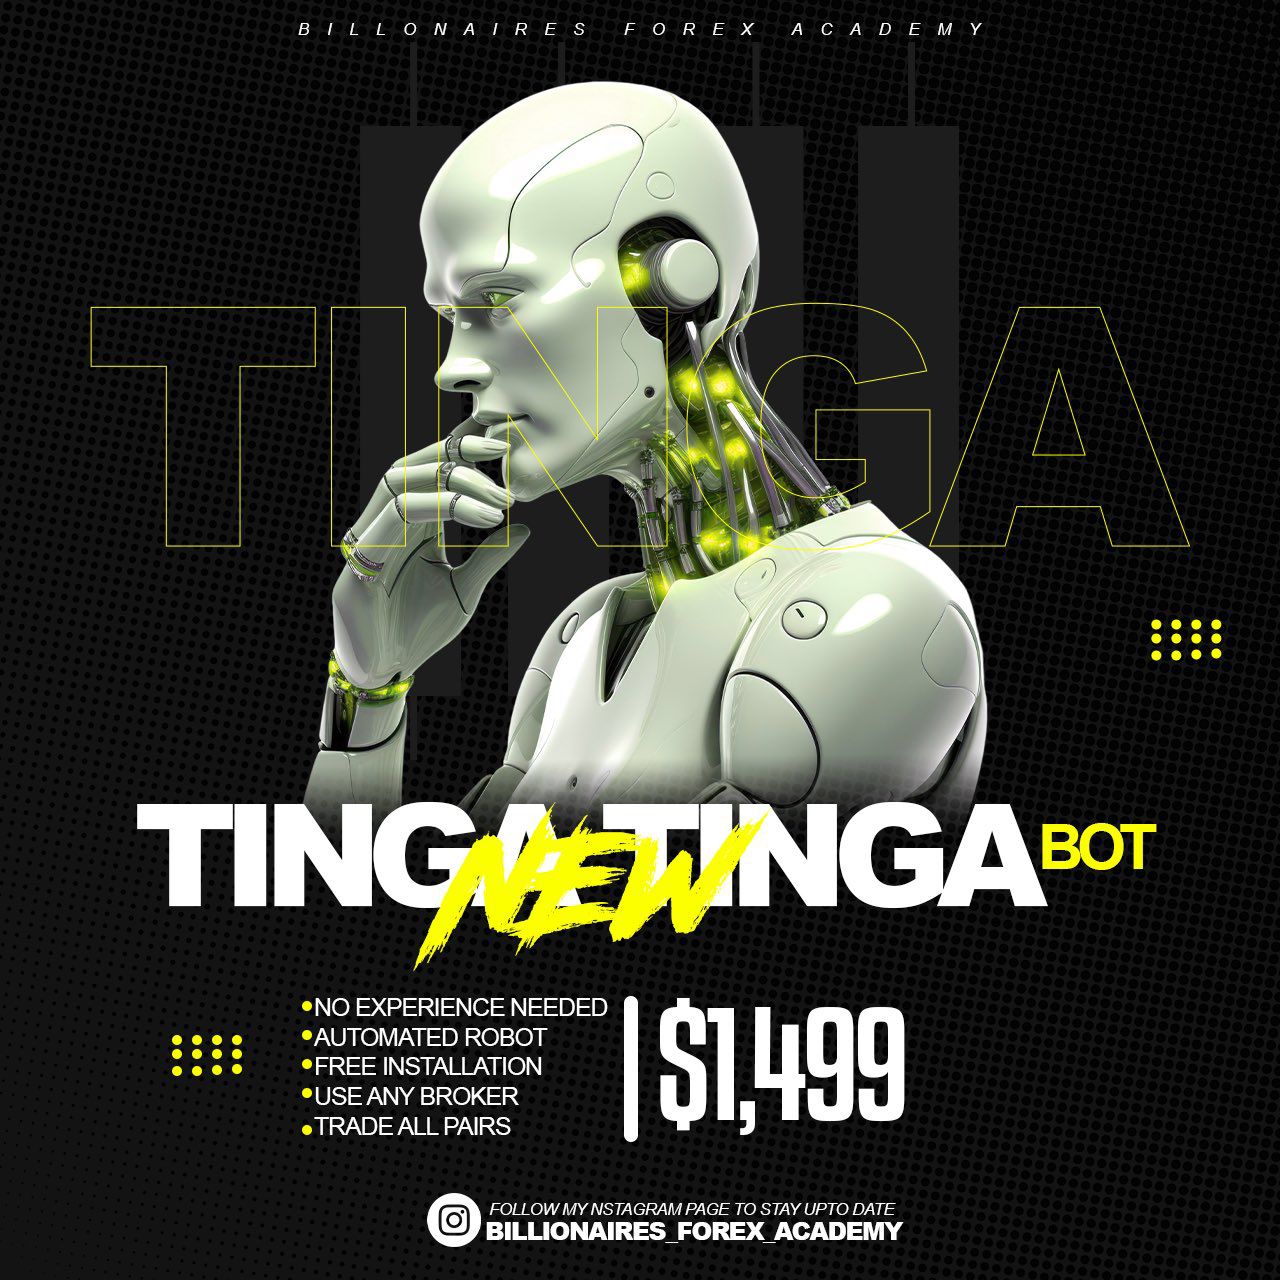 BILLONAIRES FOREX ACADEMY
TINGA
TINGA TINGA BOT
NEW
NO EXPERIENCE NEEDED
AUTOMATED ROBOT
FREE INSTALLATION
USE ANY BROKER
TRADE ALL PAIRS
$1,499
FOLLOW MY NSTAGRAM PAGE TO STAY UPTO DATE
BILLIONAIRES_FOREX_ACADEMY